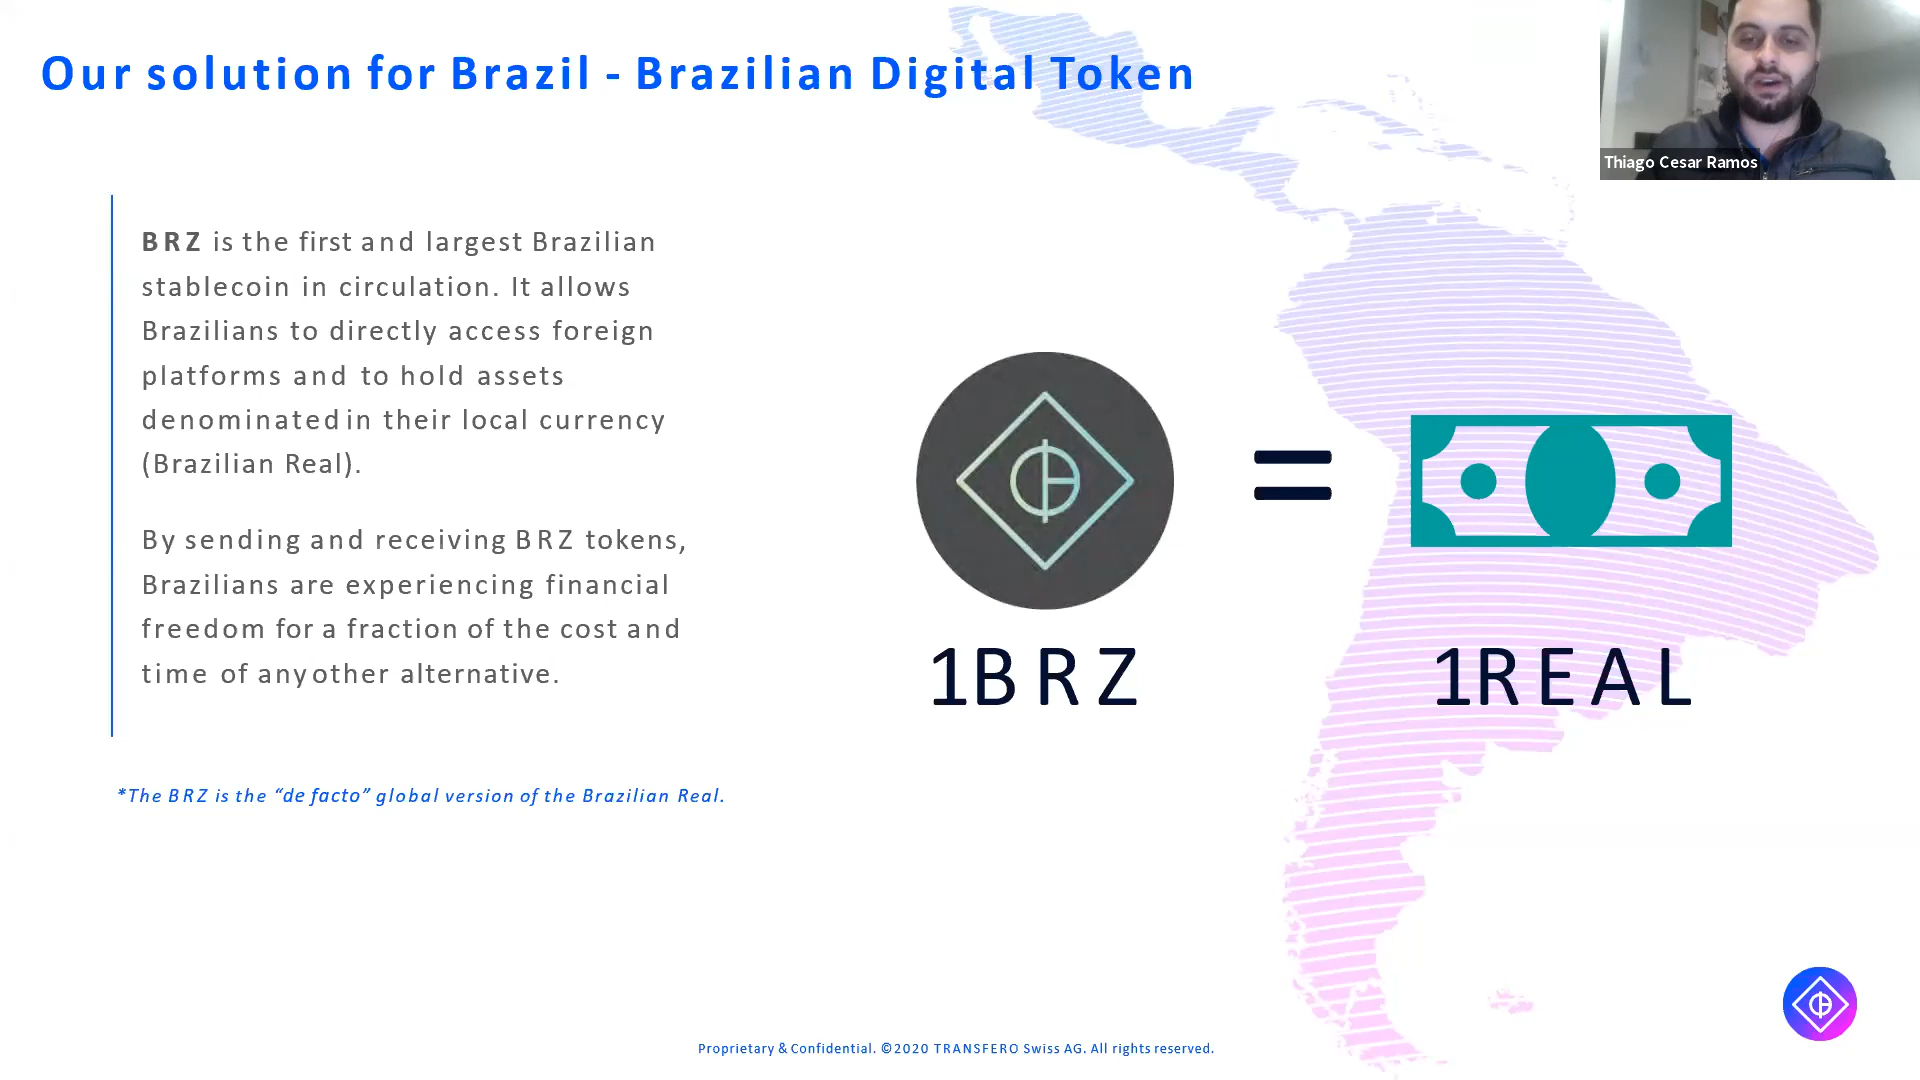 Our solution for Brazil - Brazilian Digital Token
Thiago Cesar Ramos
BRZ is the first and largest Brazilian
stablecoin in circulation. It allows
Brazilians to directly access foreign
platforms and to hold assets
denominated in their local currency
(Brazilian Real).
By sending and receiving BRZ tokens,
Brazilians are experiencing financial
freedom for a fraction of the cost and
time of any other alternative.
1BRZ
=
1REAL
*The BRZ is the “de facto” global version of the Brazilian Real.
Proprietary & Confidential. ©2020 TRANSFERO Swiss AG. All rights reserved.